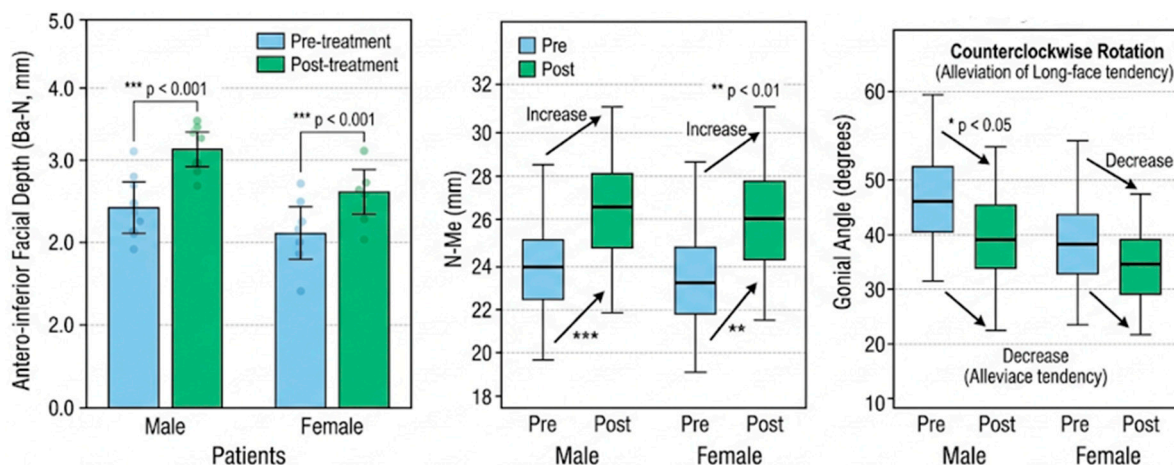 Antero-inferior Facial Depth (Ba-N, mm)
5.0
4.0
3.0
2.0
2.0
0.0
Pre-treatment
Post-treatment
*** p < 0.001
*** p < 0.001
Male
Female
Patients
N-Me (mm)
32
30
28
26
24
22
20
18
Pre
Post
Increase
** p < 0.01
Increase
***
**
Pre
Post
Pre
Post
Male
Female
Gonial Angle (degrees)
60
50
40
30
20
10
Counterclockwise Rotation
(Alleviation of Long-face tendency)
* p < 0.05
Decrease
Decrease
(Alleviace tendency)
Pre
Post
Pre
Post
Male
Female